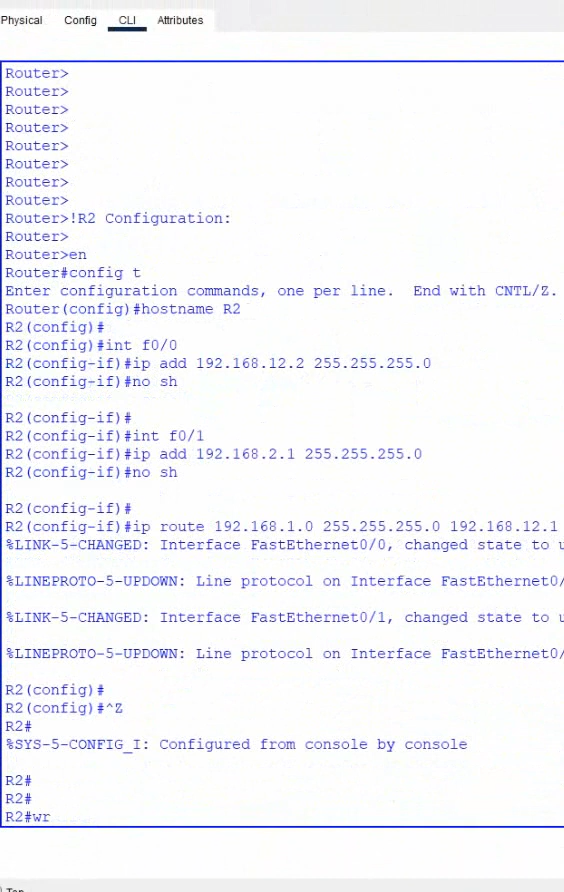 Physical Config CLI Attributes
Router>
Router>
Router>
Router>
Router>
Router>
Router>
Router>
Router>!R2 Configuration:
Router>
Router>en
Router#config t
Enter configuration commands, one per line.  End with CNTL/Z.
Router(config)#hostname R2
R2(config)#
R2(config)#int f0/0
R2(config-if)#ip add 192.168.12.2 255.255.255.0
R2(config-if)#no sh
R2(config-if)#
R2(config-if)#int f0/1
R2(config-if)#ip add 192.168.2.1 255.255.255.0
R2(config-if)#no sh
R2(config-if)#
R2(config-if)#ip route 192.168.1.0 255.255.255.0 192.168.12.1
%LINK-5-CHANGED: Interface FastEthernet0/0, changed state to u
%LINEPROTO-5-UPDOWN: Line protocol on Interface FastEthernet0/
%LINK-5-CHANGED: Interface FastEthernet0/1, changed state to u
%LINEPROTO-5-UPDOWN: Line protocol on Interface FastEthernet0/
R2(config)#
R2(config)#^Z
R2#
%SYS-5-CONFIG_I: Configured from console by console
R2#
R2#
R2#wr